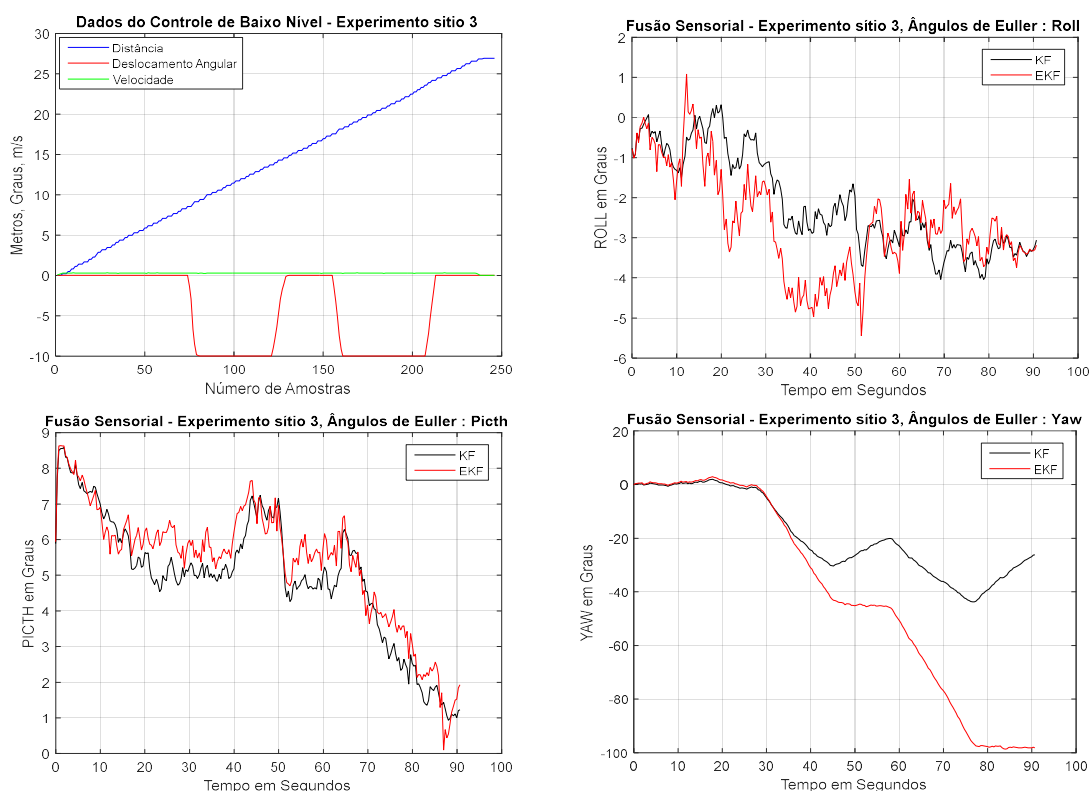 Dados do Controle de Baixo Nível - Experimento sitio 3
30
25
20
15
10
5
0
-5
-10
Metros, Graus, m/s
Distância
Deslocamento Angular
Velocidade
0 50 100 150 200 250
Número de Amostras
Fusão Sensorial - Experimento sítio 3, Ângulos de Euller : Roll
2
1
0
-1
-2
-3
-4
-5
-6
ROLL em Graus
KF
EKF
0 10 20 30 40 50 60 70 80 90 100
Tempo em Segundos
Fusão Sensorial - Experimento sítio 3, Ângulos de Euller : Picth
9
8
7
6
5
4
3
2
1
0
PICTH em Graus
KF
EKF
0 10 20 30 40 50 60 70 80 90 100
Tempo em Segundos
Fusão Sensorial - Experimento sítio 3, Ângulos de Euller : Yaw
20
0
-20
-40
-60
-80
-100
YAW em Graus
KF
EKF
0 10 20 30 40 50 60 70 80 90 100
Tempo em Segundos